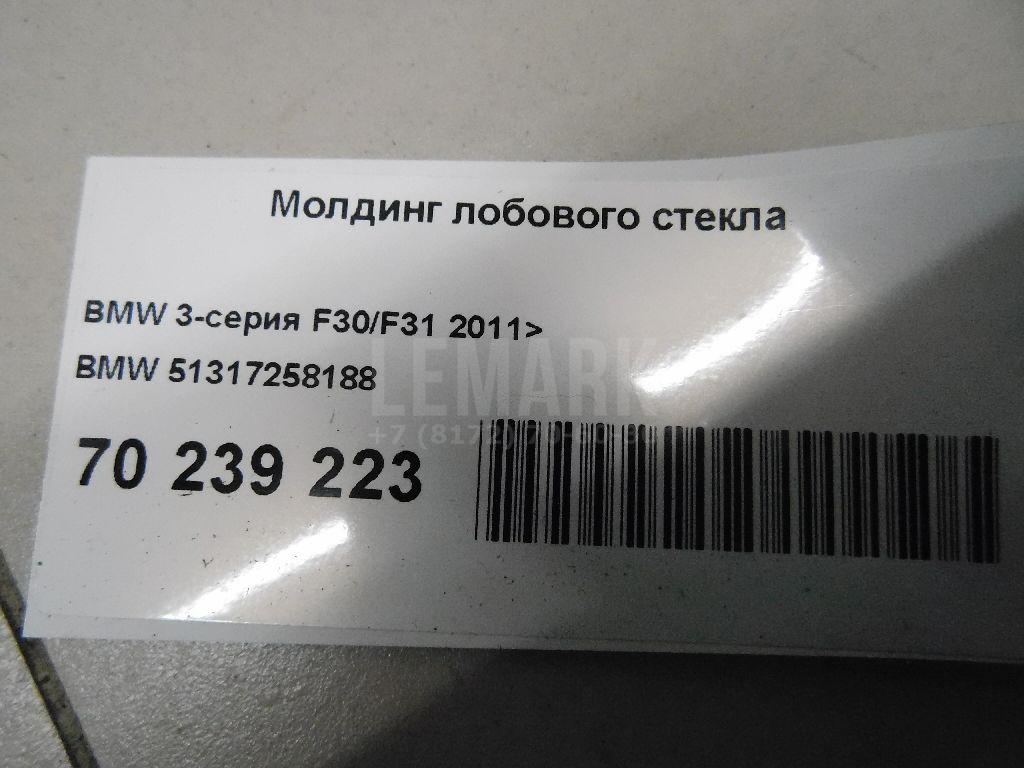 Молдинг лобового стекла
BMW 3-серия F30/F31 2011>
BMW 51317258188
LEMARK
70 239 223